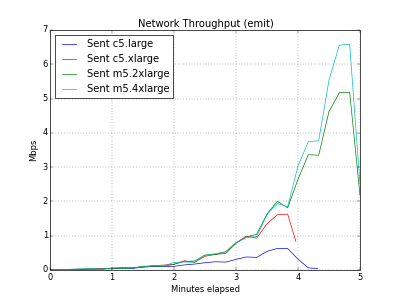 Network Throughput (emit)
7
6
5
4
3
2
1
0
Mbps
Sent c5.large
Sent c5.xlarge
Sent m5.2xlarge
Sent m5.4xlarge
0 1 2 3 4 5
Minutes elapsed